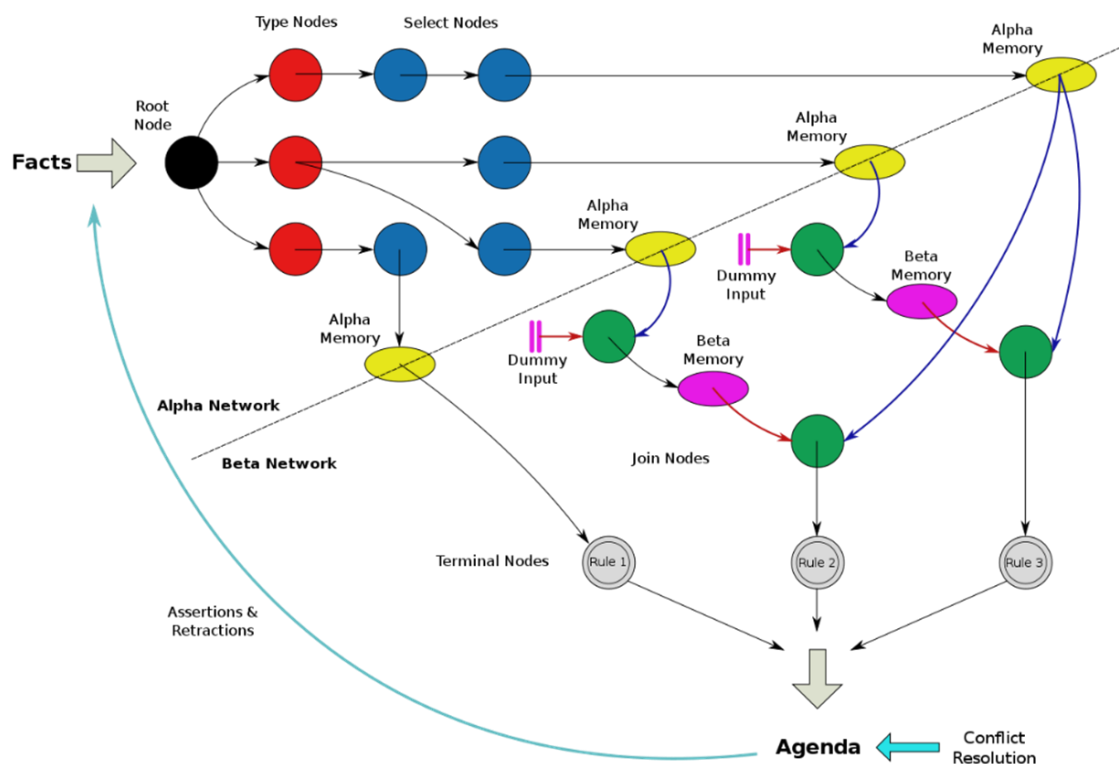 Type Nodes
Select Nodes
Alpha
Memory
Root
Node
Alpha
Memory
Facts
Alpha
Memory
Beta
Memory
Dummy
Input
Alpha
Memory
Beta
Memory
Dummy
Input
Alpha Network
Beta Network
Join Nodes
Terminal Nodes
Rule 1
Rule 2
Rule 3
Assertions &
Retractions
Agenda
Conflict
Resolution